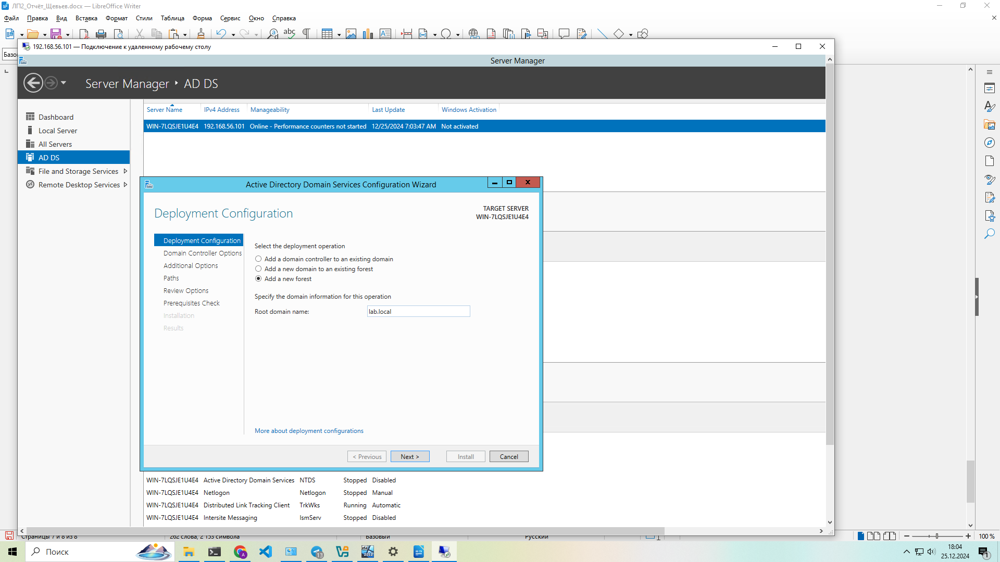 ЛП2_Отчёт_Щевьев.docx — LibreOffice Writer
Файл Правка Вид Вставка Формат Стили Таблица Форма Сервис Окно Справка
abc
192.168.56.101 — Подключение к удаленному рабочему столу
Базо
Server Manager
Server Manager AD DS
Dashboard
Local Server
All Servers
AD DS
File and Storage Services
Remote Desktop Services
Server Name IPv4 Address Manageability Last Update Windows Activation
WIN-7LQSJE1U4E4 192.168.56.101 Online - Performance counters not started 12/25/2024 7:03:47 AM Not activated
Active Directory Domain Services Configuration Wizard
Deployment Configuration
TARGET SERVER
WIN-7LQSJE1U4E4
Deployment Configuration
Domain Controller Options
Additional Options
Paths
Review Options
Prerequisites Check
Installation
Results
Select the deployment operation
Add a domain controller to an existing domain
Add a new domain to an existing forest
Add a new forest
Specify the domain information for this operation
Root domain name: lab.local
More about deployment configurations
< Previous Next > Install Cancel
WIN-7LQSJE1U4E4 Active Directory Domain Services NTDS Stopped Disabled
WIN-7LQSJE1U4E4 Netlogon Netlogon Stopped Manual
WIN-7LQSJE1U4E4 Distributed Link Tracking Client TrkWks Running Automatic
WIN-7LQSJE1U4E4 Intersite Messaging IsmServ Stopped Disabled
Страницы 7 и 8 из 8 262 слова, 2 153 символа Базовый Русский 100 %
Поиск
A
13
x64
2012
18:04
25.12.2024
1